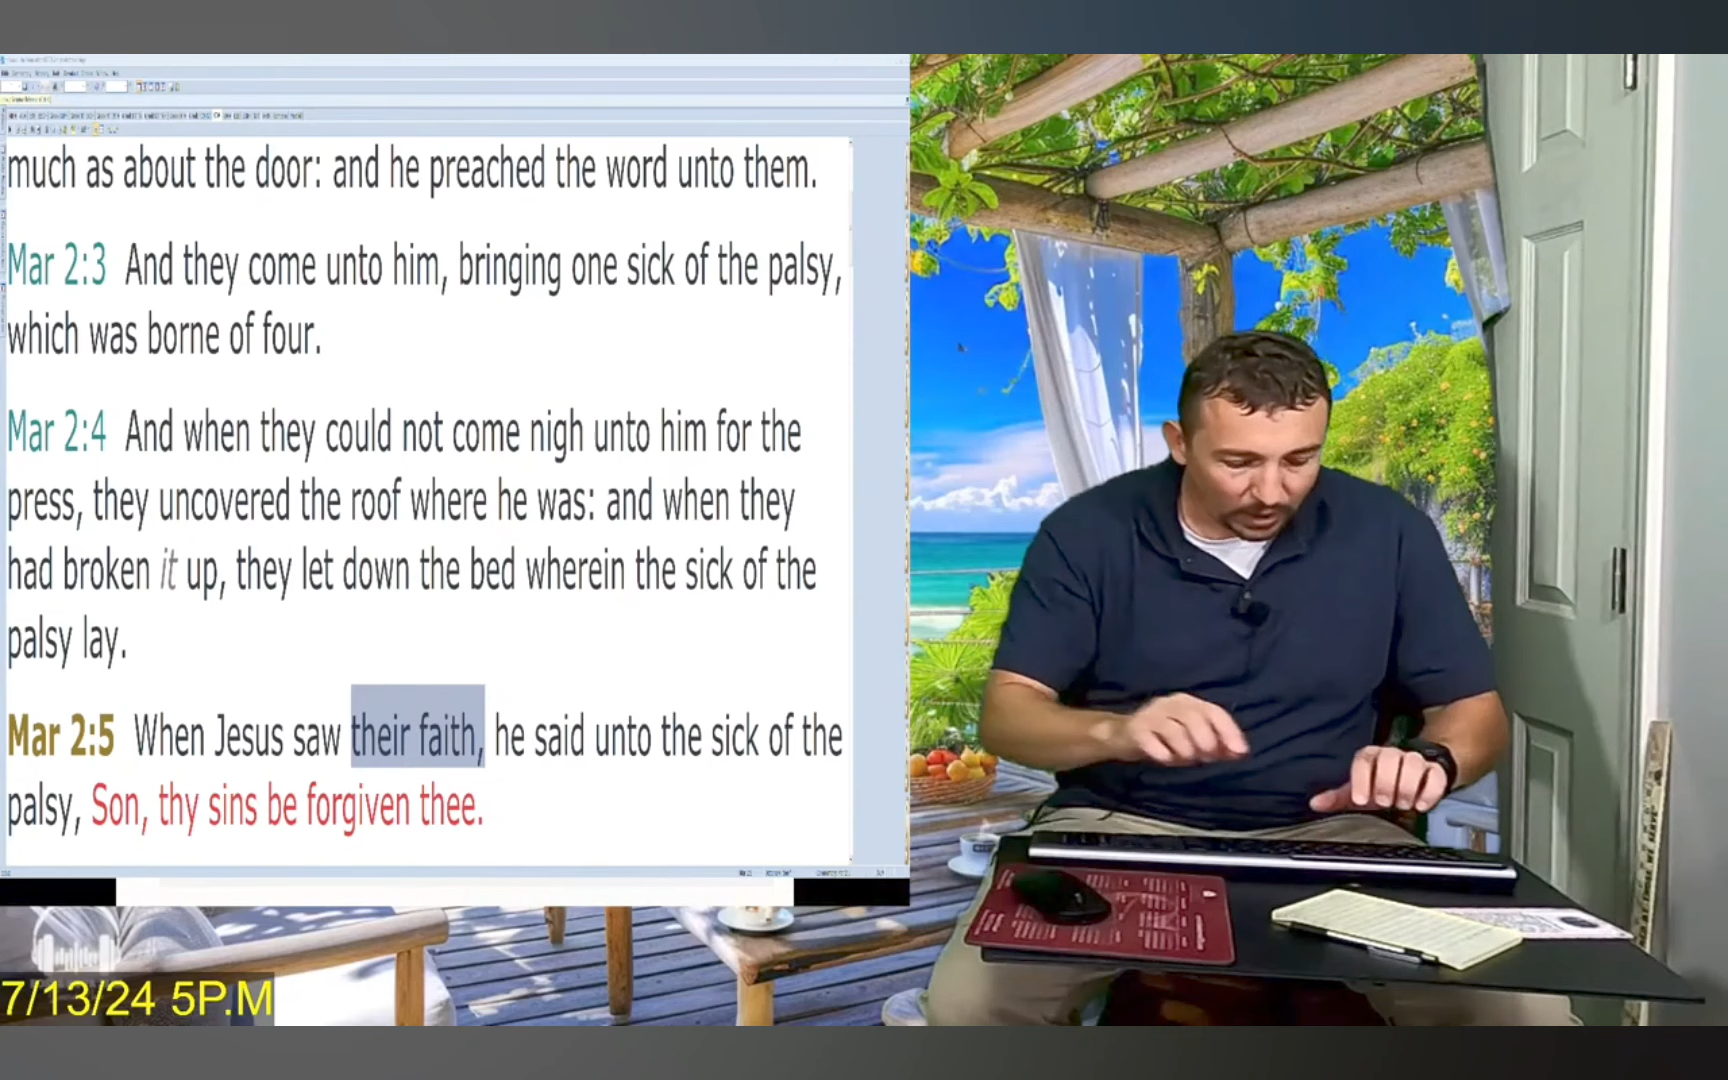 much as about the door: and he preached the word unto them.
Mar 2:3 And they come unto him, bringing one sick of the palsy,
which was borne of four.
Mar 2:4 And when they could not come nigh unto him for the
press, they uncovered the roof where he was: and when they
had broken it up, they let down the bed wherein the sick of the
palsy lay.
Mar 2:5 When Jesus saw their faith, he said unto the sick of the
palsy, Son, thy sins be forgiven thee.
7/13/24 5P.M